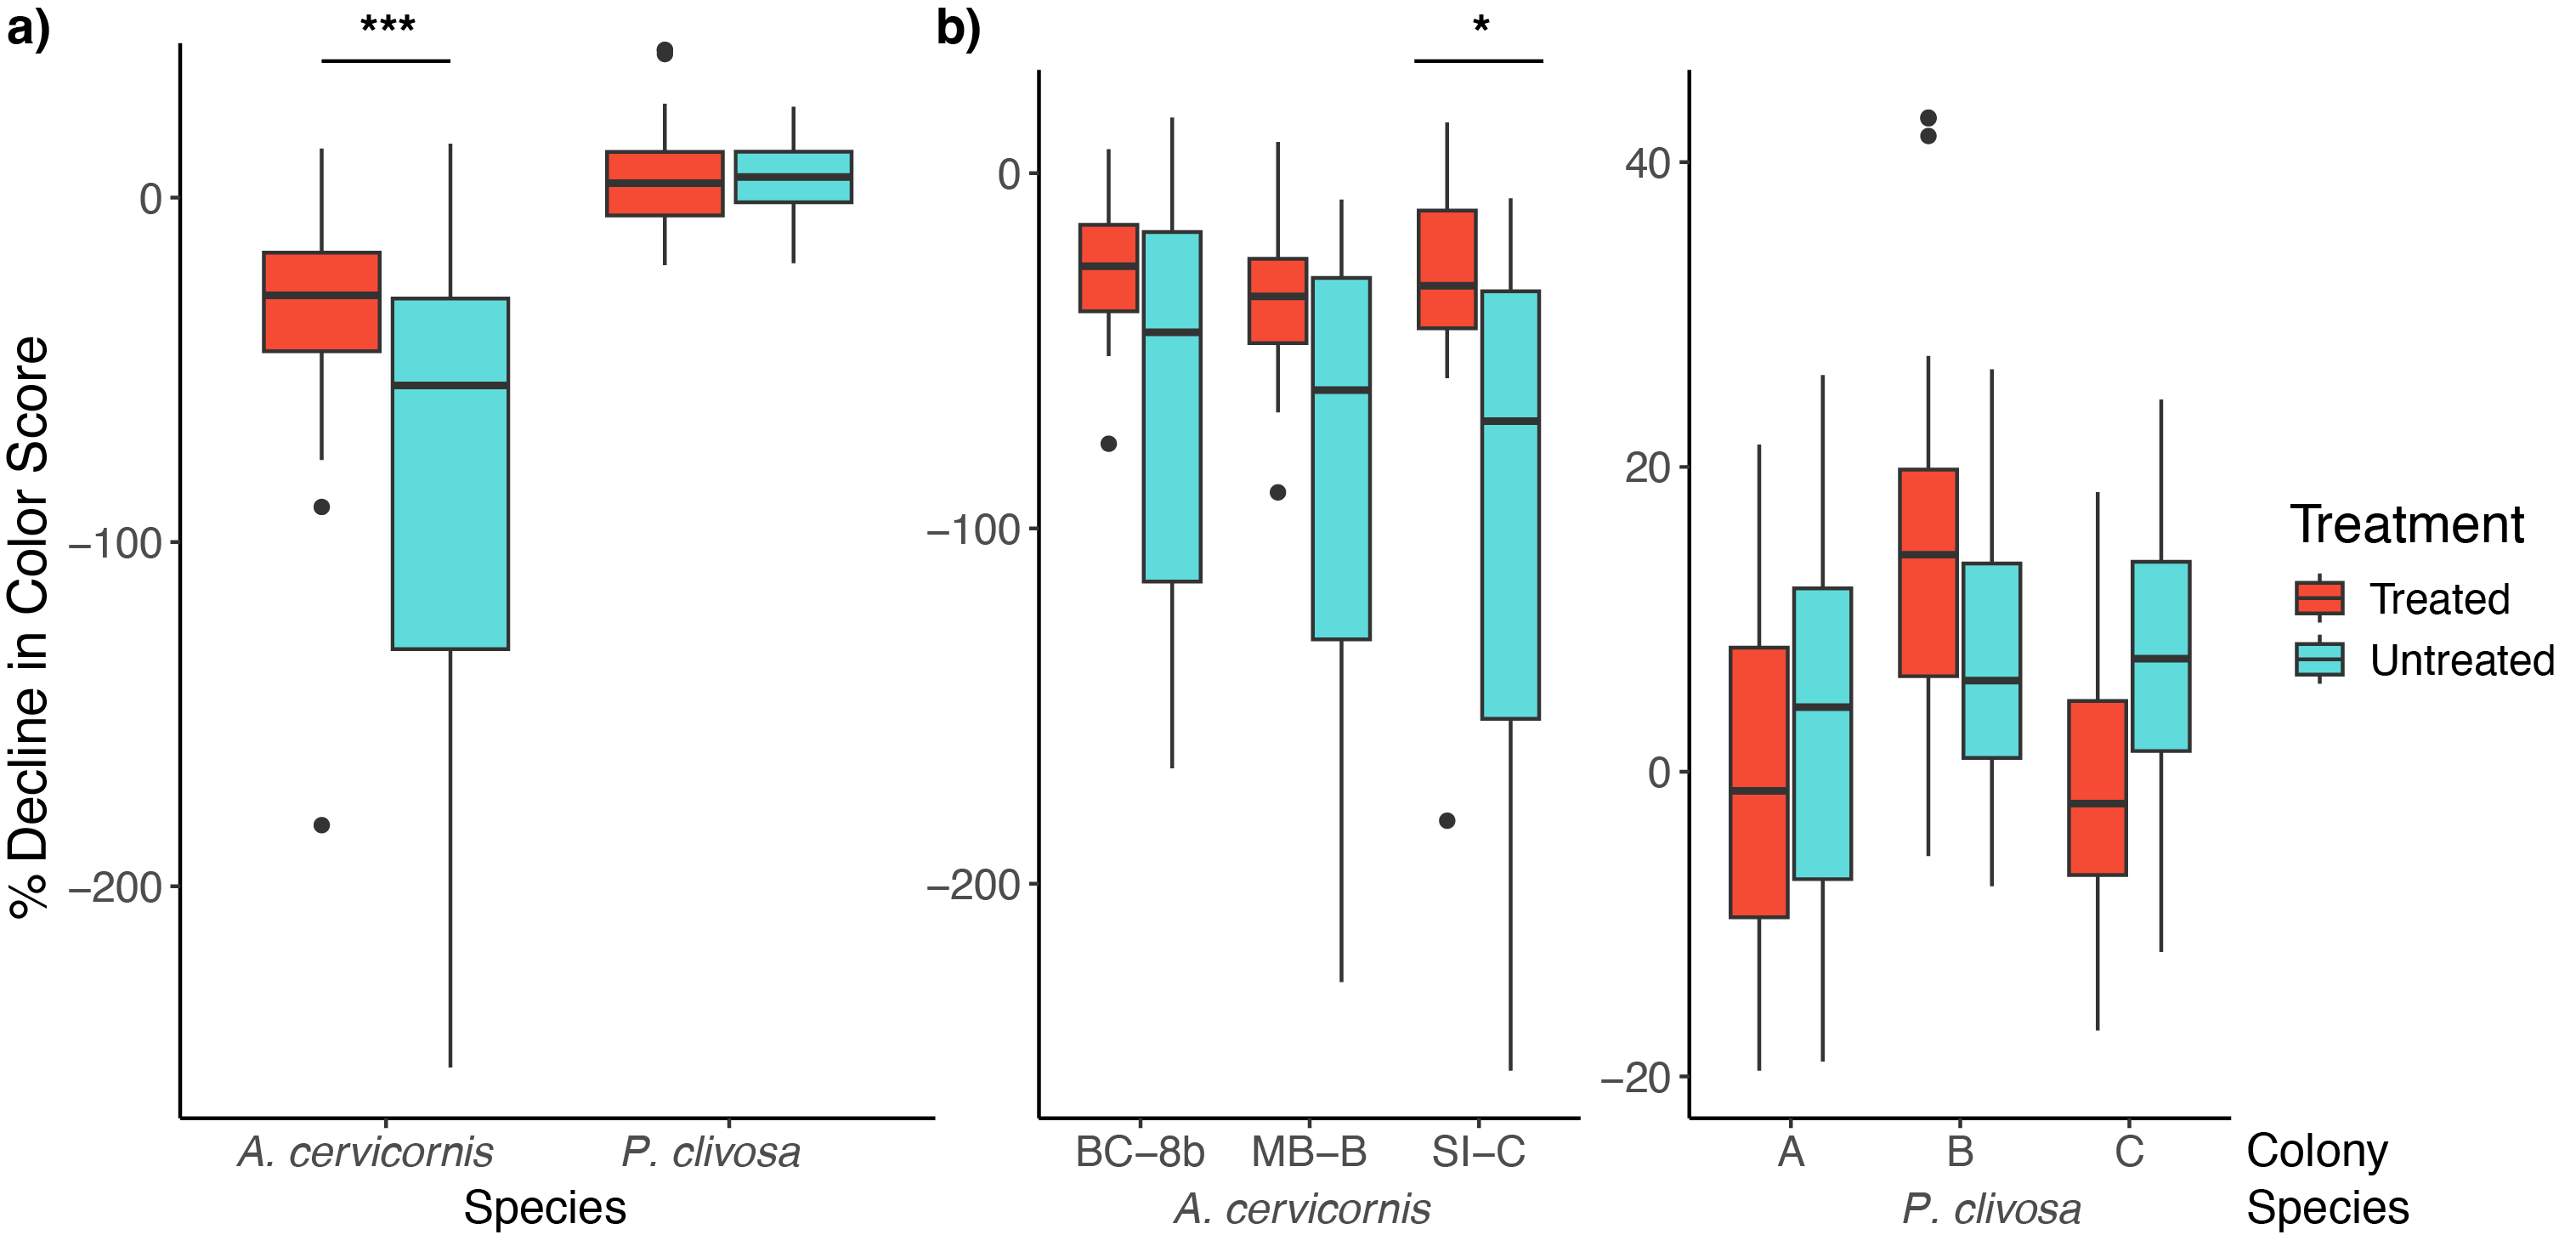 a)
***
% Decline in Color Score
0
−100
−200
A. cervicornis P. clivosa
Species
b)
*
0
−100
−200
BC−8b MB−B SI−C
A. cervicornis
40
20
0
−20
A B C Colony
P. clivosa Species
Treatment
Treated
Untreated